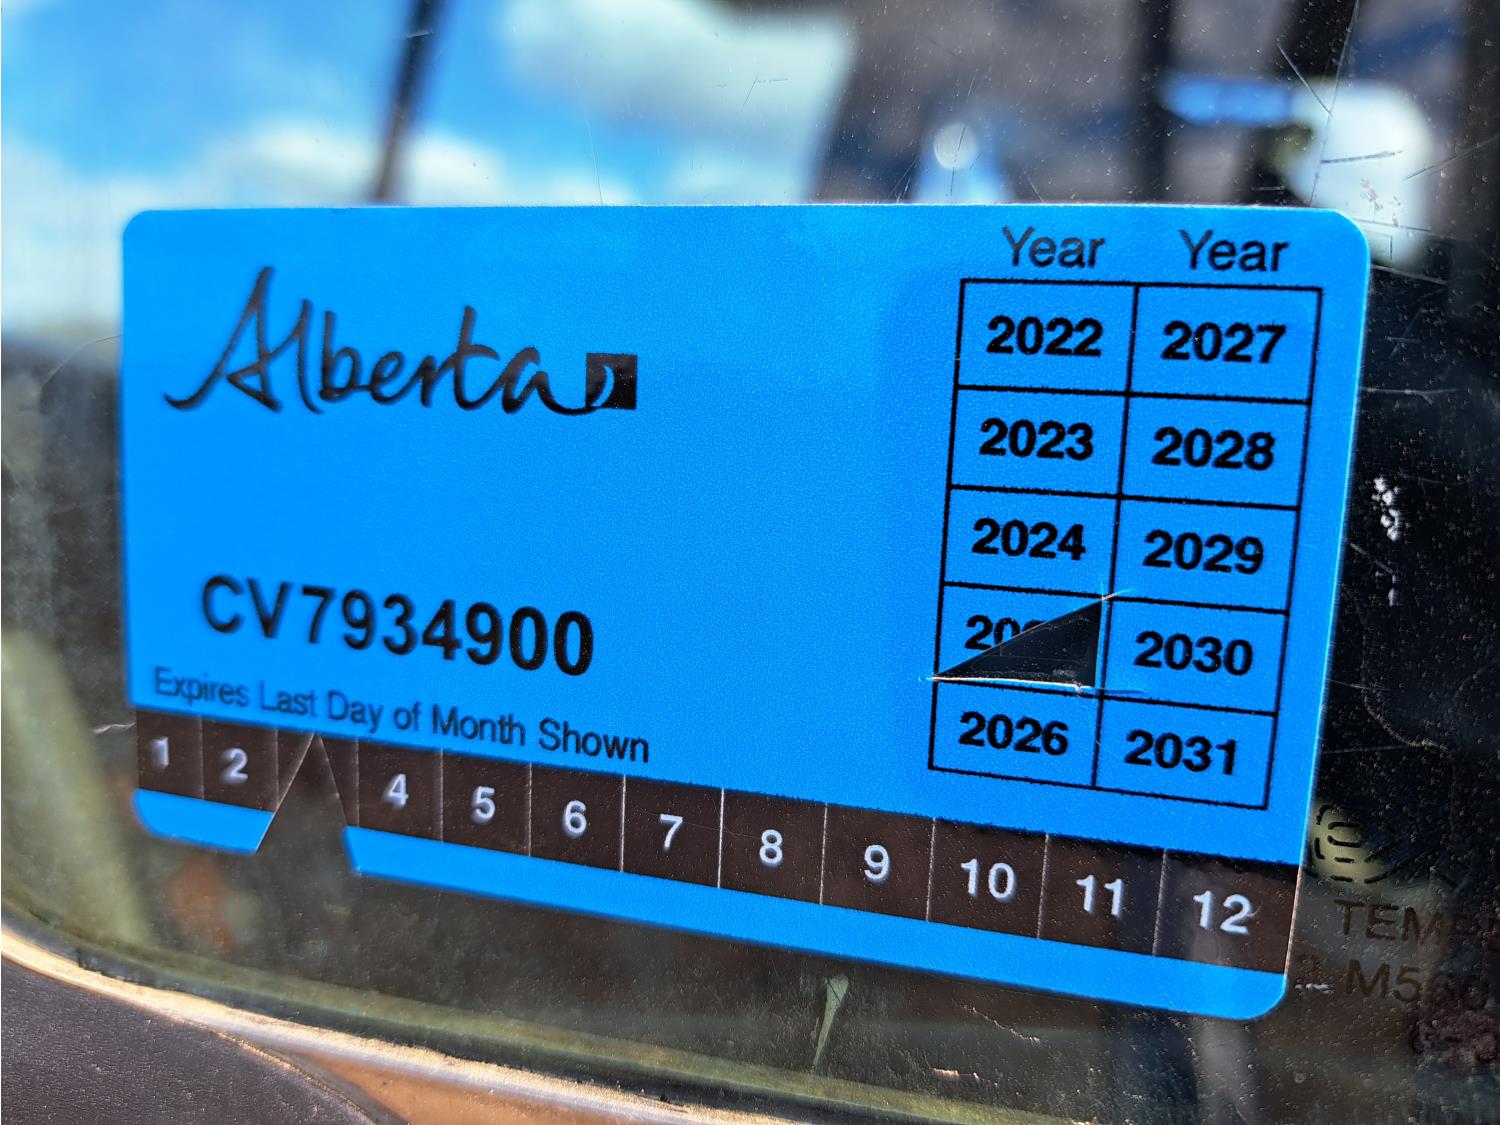 Year Year
Alberta
2022 2027
2023 2028
2024 2029
2030
2026 2031
CV7934900
Expires Last Day of Month Shown
1 2 4 5 6 7 8 9 10 11 12